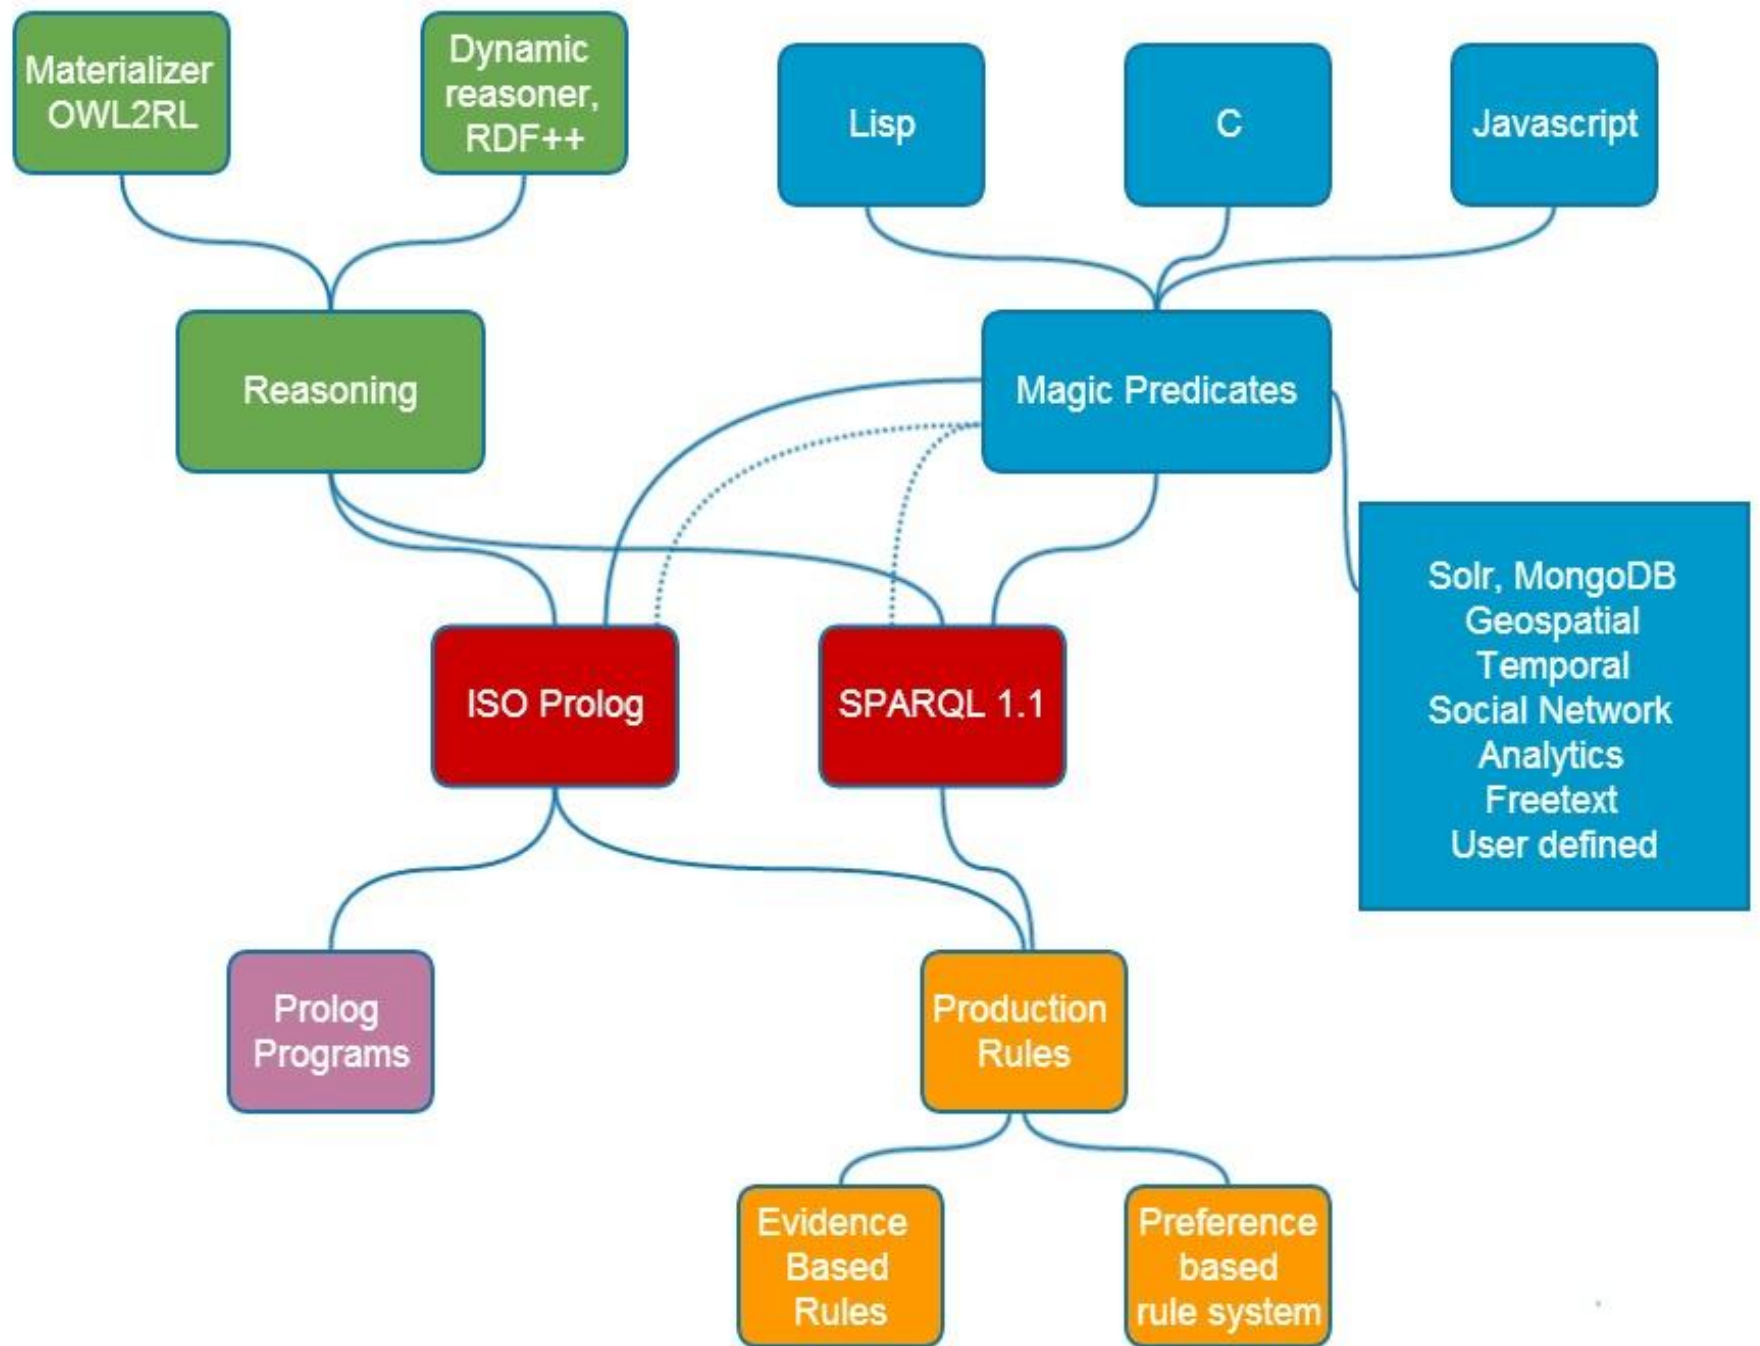 Materializer
OWL2RL
Dynamic
reasoner,
RDF++
Lisp
C
Javascript
Reasoning
Magic Predicates
Solr, MongoDB
Geospatial
Temporal
Social Network
Analytics
Freetext
User defined
ISO Prolog
SPARQL 1.1
Prolog
Programs
Production
Rules
Evidence
Based
Rules
Preference
based
rule system